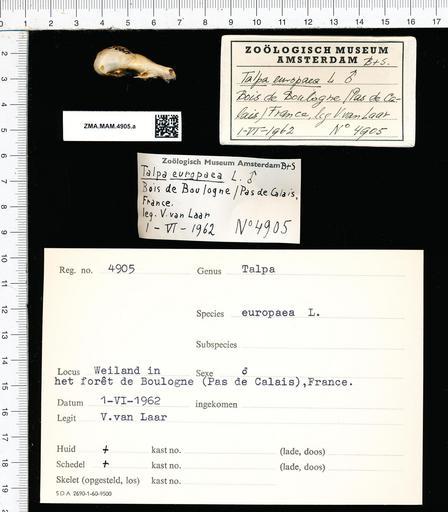 ZOÖLOGISCH MUSEUM
AMSTERDAM B+S.
Talpa europaea L ♂
Bois de Boulogne/Pas de Ca-
lais/France, leg V. van Laar
1-VI-1962 N° 4905
ZMA.MAM.4905.a
Zoölogisch Museum Amsterdam B+S
Talpa europaea L. ♂
Bois de Boulogne/Pas de Calais,
France.
leg. V. van Laar
1-VI-1962 N° 4905
Reg. no. 4905 Genus Talpa
Species europaea L.
Subspecies
Locus Weiland in Sexe ♂
het forêt de Boulogne (Pas de Calais),France.
Datum 1-VI-1962 ingekomen
Legit V.van Laar
Huid + kast no. (lade, doos)
Schedel + kast no. (lade, doos)
Skelet (opgesteld, los) kast no.
S.D.A. 2690-1-60-9500